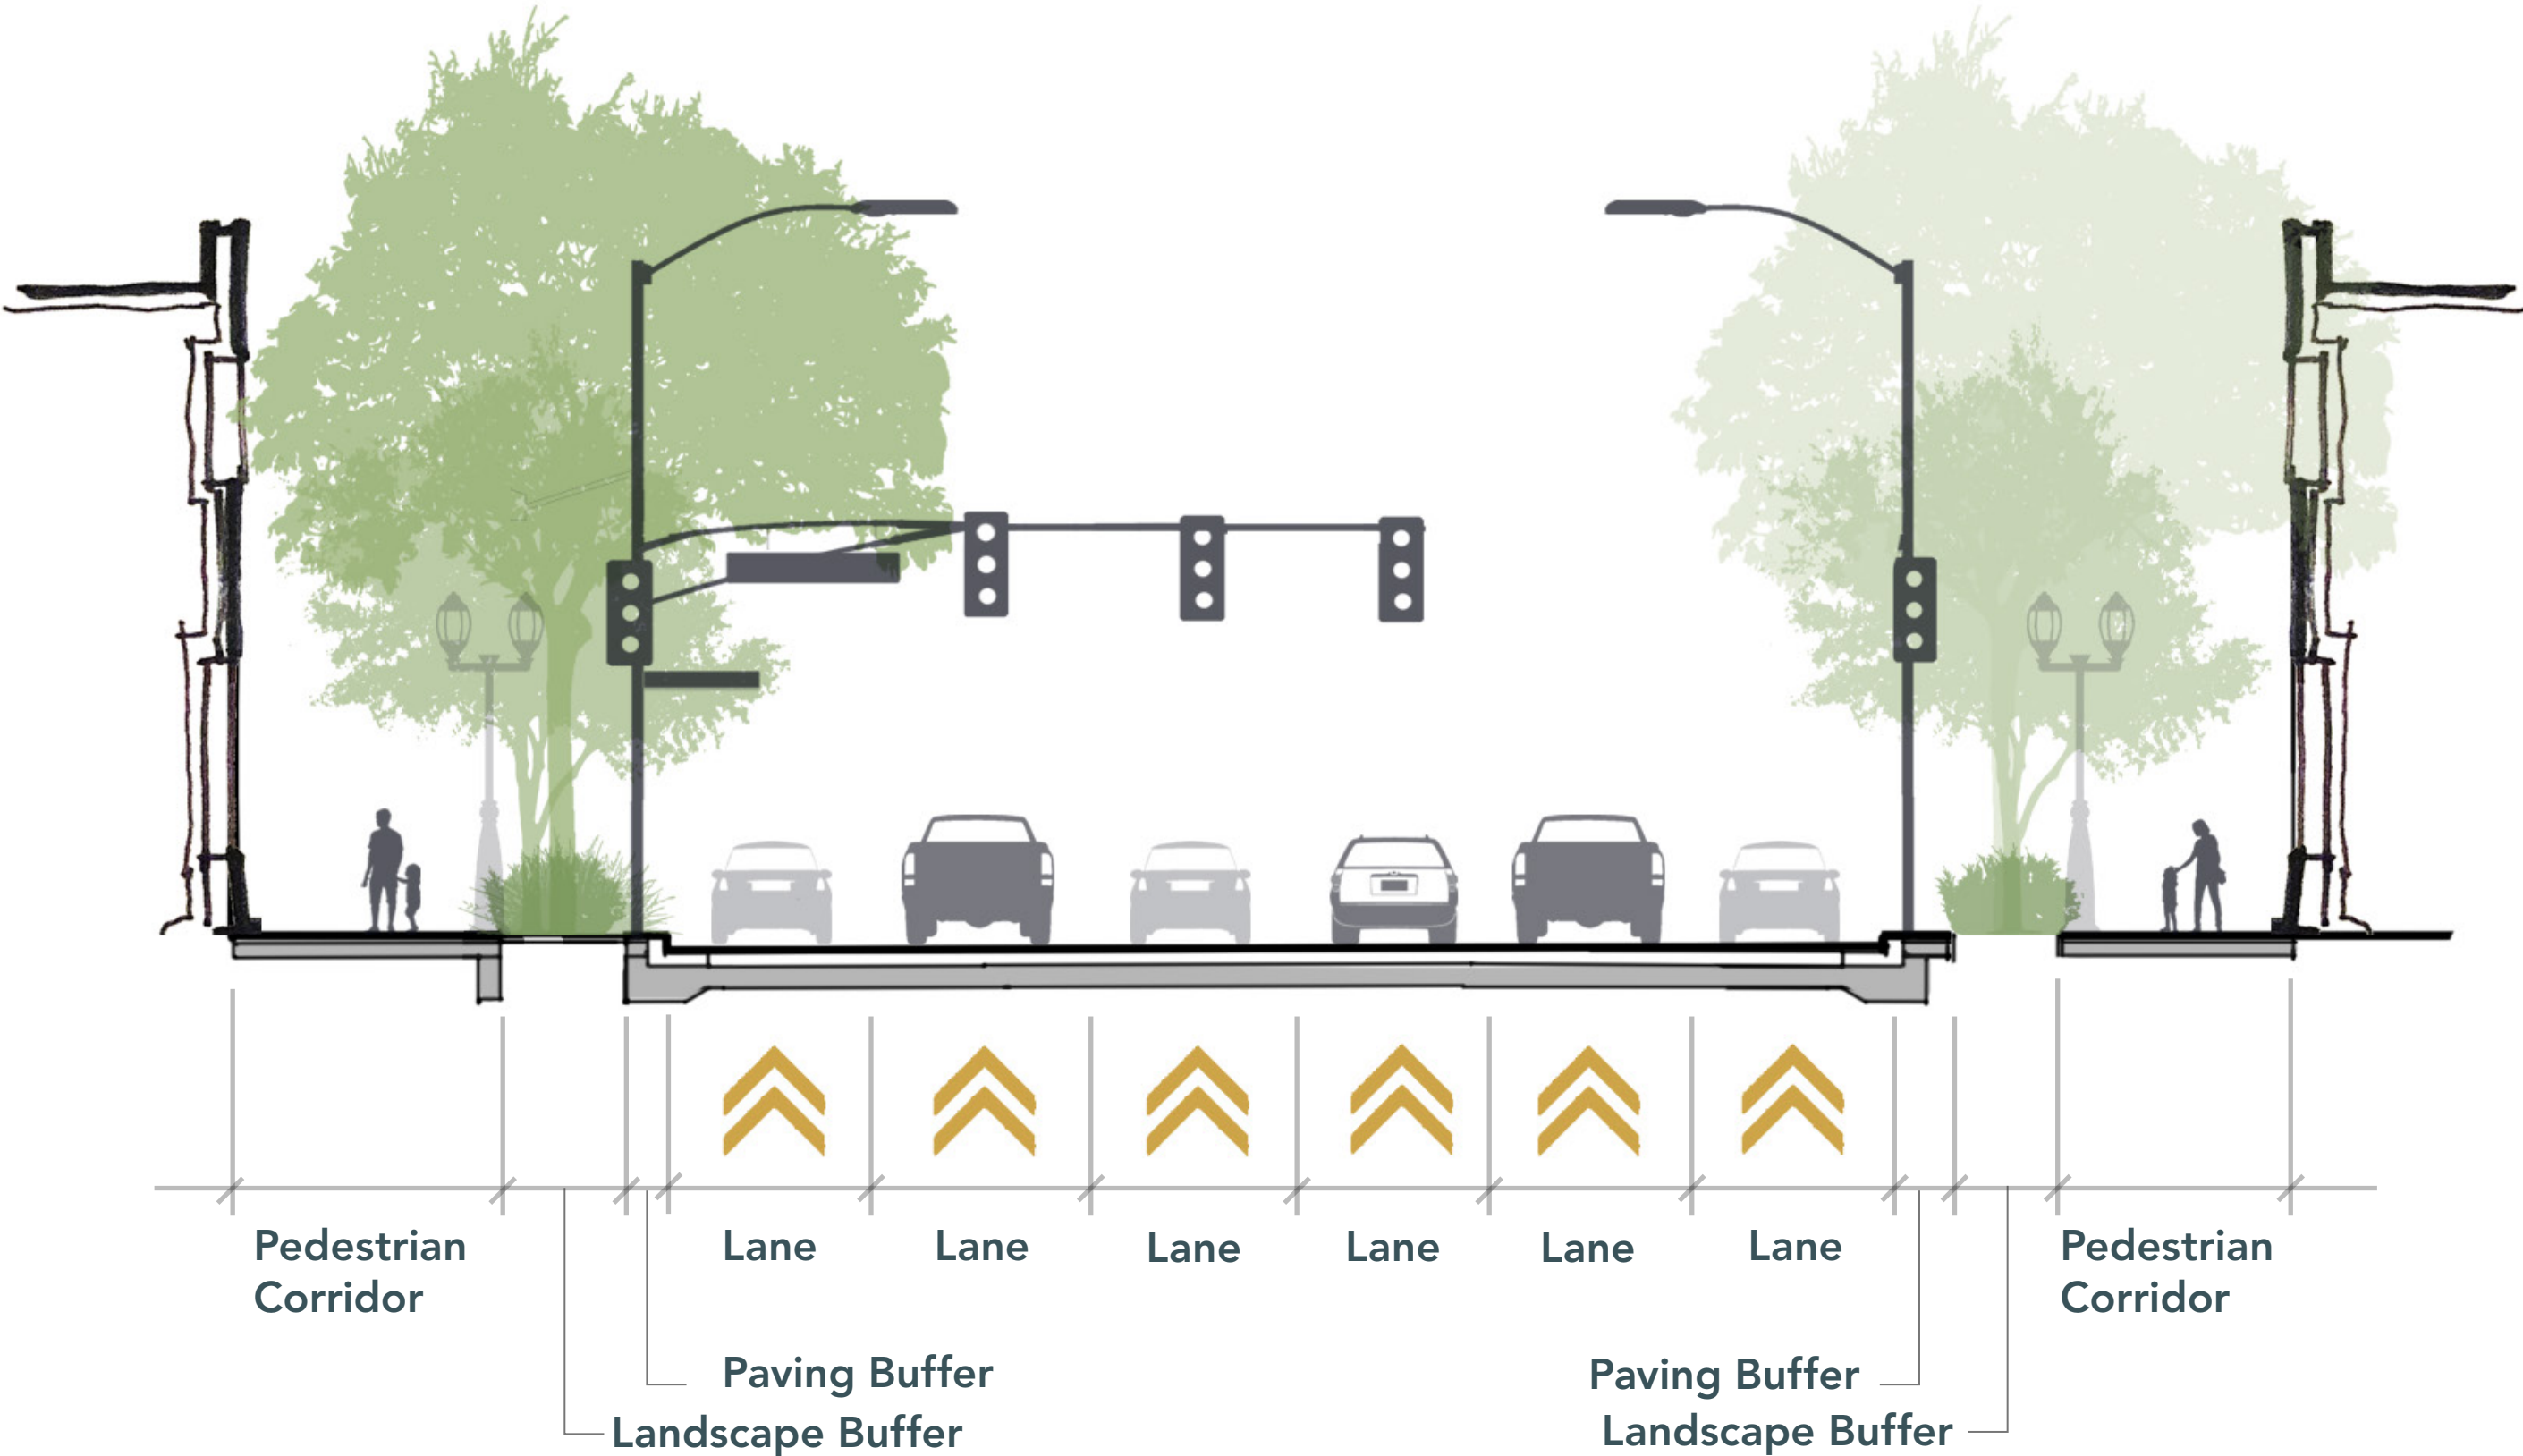 Pedestrian
Corridor
Lane
Lane
Lane
Lane
Lane
Lane
Pedestrian
Corridor
Paving Buffer
Landscape Buffer
Paving Buffer
Landscape Buffer